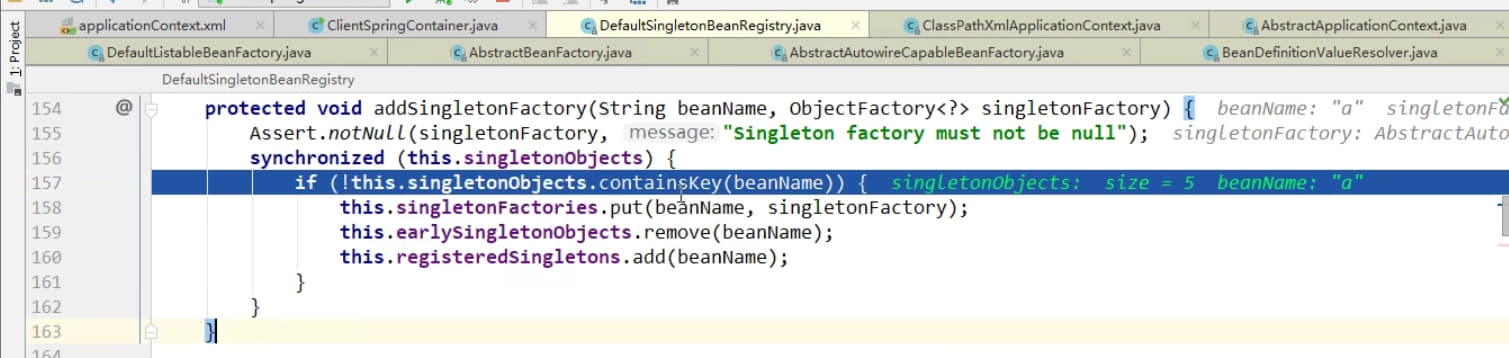 applicationContext.xml ClientSpringContainer.java DefaultSingletonBeanRegistry.java ClassPathXmlApplicationContext.java AbstractApplicationContext.java
DefaultListableBeanFactory.java AbstractBeanFactory.java AbstractAutowireCapableBeanFactory.java BeanDefinitionValueResolver.java
1: Project
DefaultSingletonBeanRegistry
154 @ protected void addSingletonFactory(String beanName, ObjectFactory<?> singletonFactory) { beanName: "a" singletonFa
155 Assert.notNull(singletonFactory, message: "Singleton factory must not be null"); singletonFactory: AbstractAuto
156 synchronized (this.singletonObjects) {
157 if (!this.singletonObjects.containsKey(beanName)) { singletonObjects: size = 5 beanName: "a"
158 this.singletonFactories.put(beanName, singletonFactory);
159 this.earlySingletonObjects.remove(beanName);
160 this.registeredSingletons.add(beanName);
161 }
162 }
163 }
164